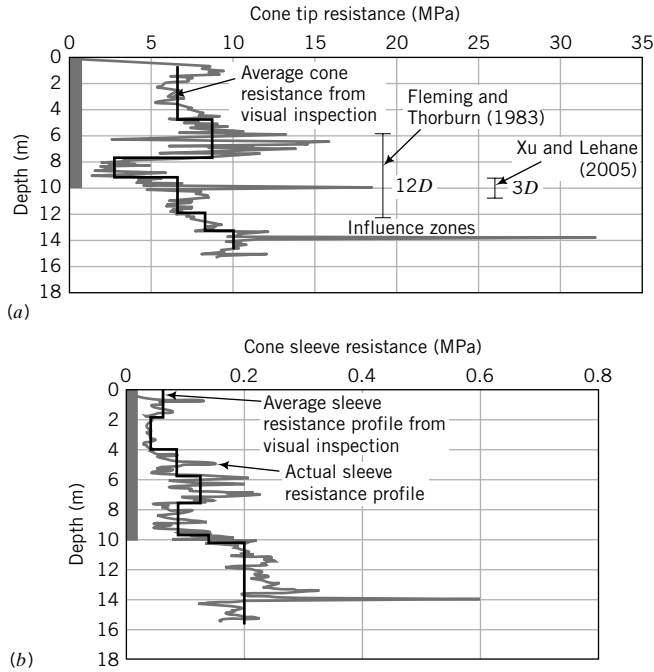 Cone tip resistance (MPa)
0 5 10 15 20 25 30 35
0
2
4
6
8
10
12
14
16
18
Depth (m)
Average cone
resistance from
visual inspection
Fleming and
Thorburn (1983)
Xu and Lehane
(2005)
12D
3D
Influence zones
(a)
Cone sleeve resistance (MPa)
0 0.2 0.4 0.6 0.8
0
2
4
6
8
10
12
14
16
18
Depth (m)
Average sleeve
resistance profile from
visual inspection
Actual sleeve
resistance profile
(b)